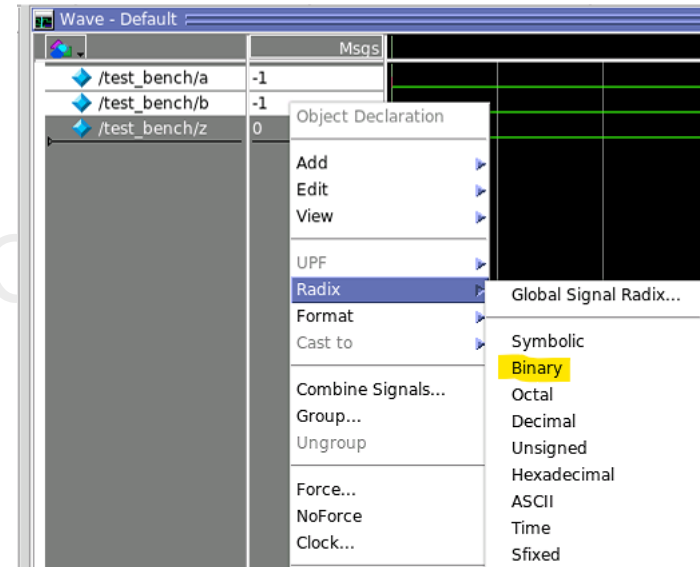 Wave - Default
Msgs
/test_bench/a -1
/test_bench/b -1
/test_bench/z 0
Object Declaration
Add
Edit
View
UPF
Radix
Format
Cast to
Combine Signals...
Group...
Ungroup
Force...
NoForce
Clock...
Global Signal Radix...
Symbolic
Binary
Octal
Decimal
Unsigned
Hexadecimal
ASCII
Time
Sfixed